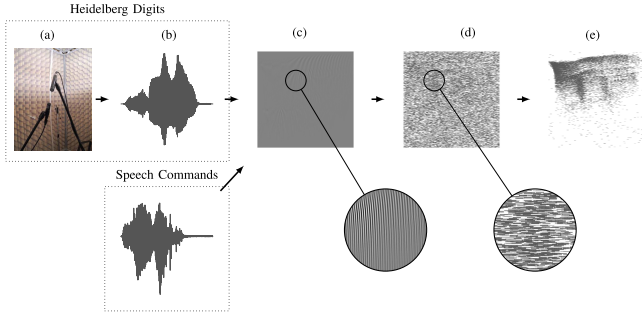 Heidelberg Digits
(a)
(b)
(c)
(d)
(e)
Speech Commands